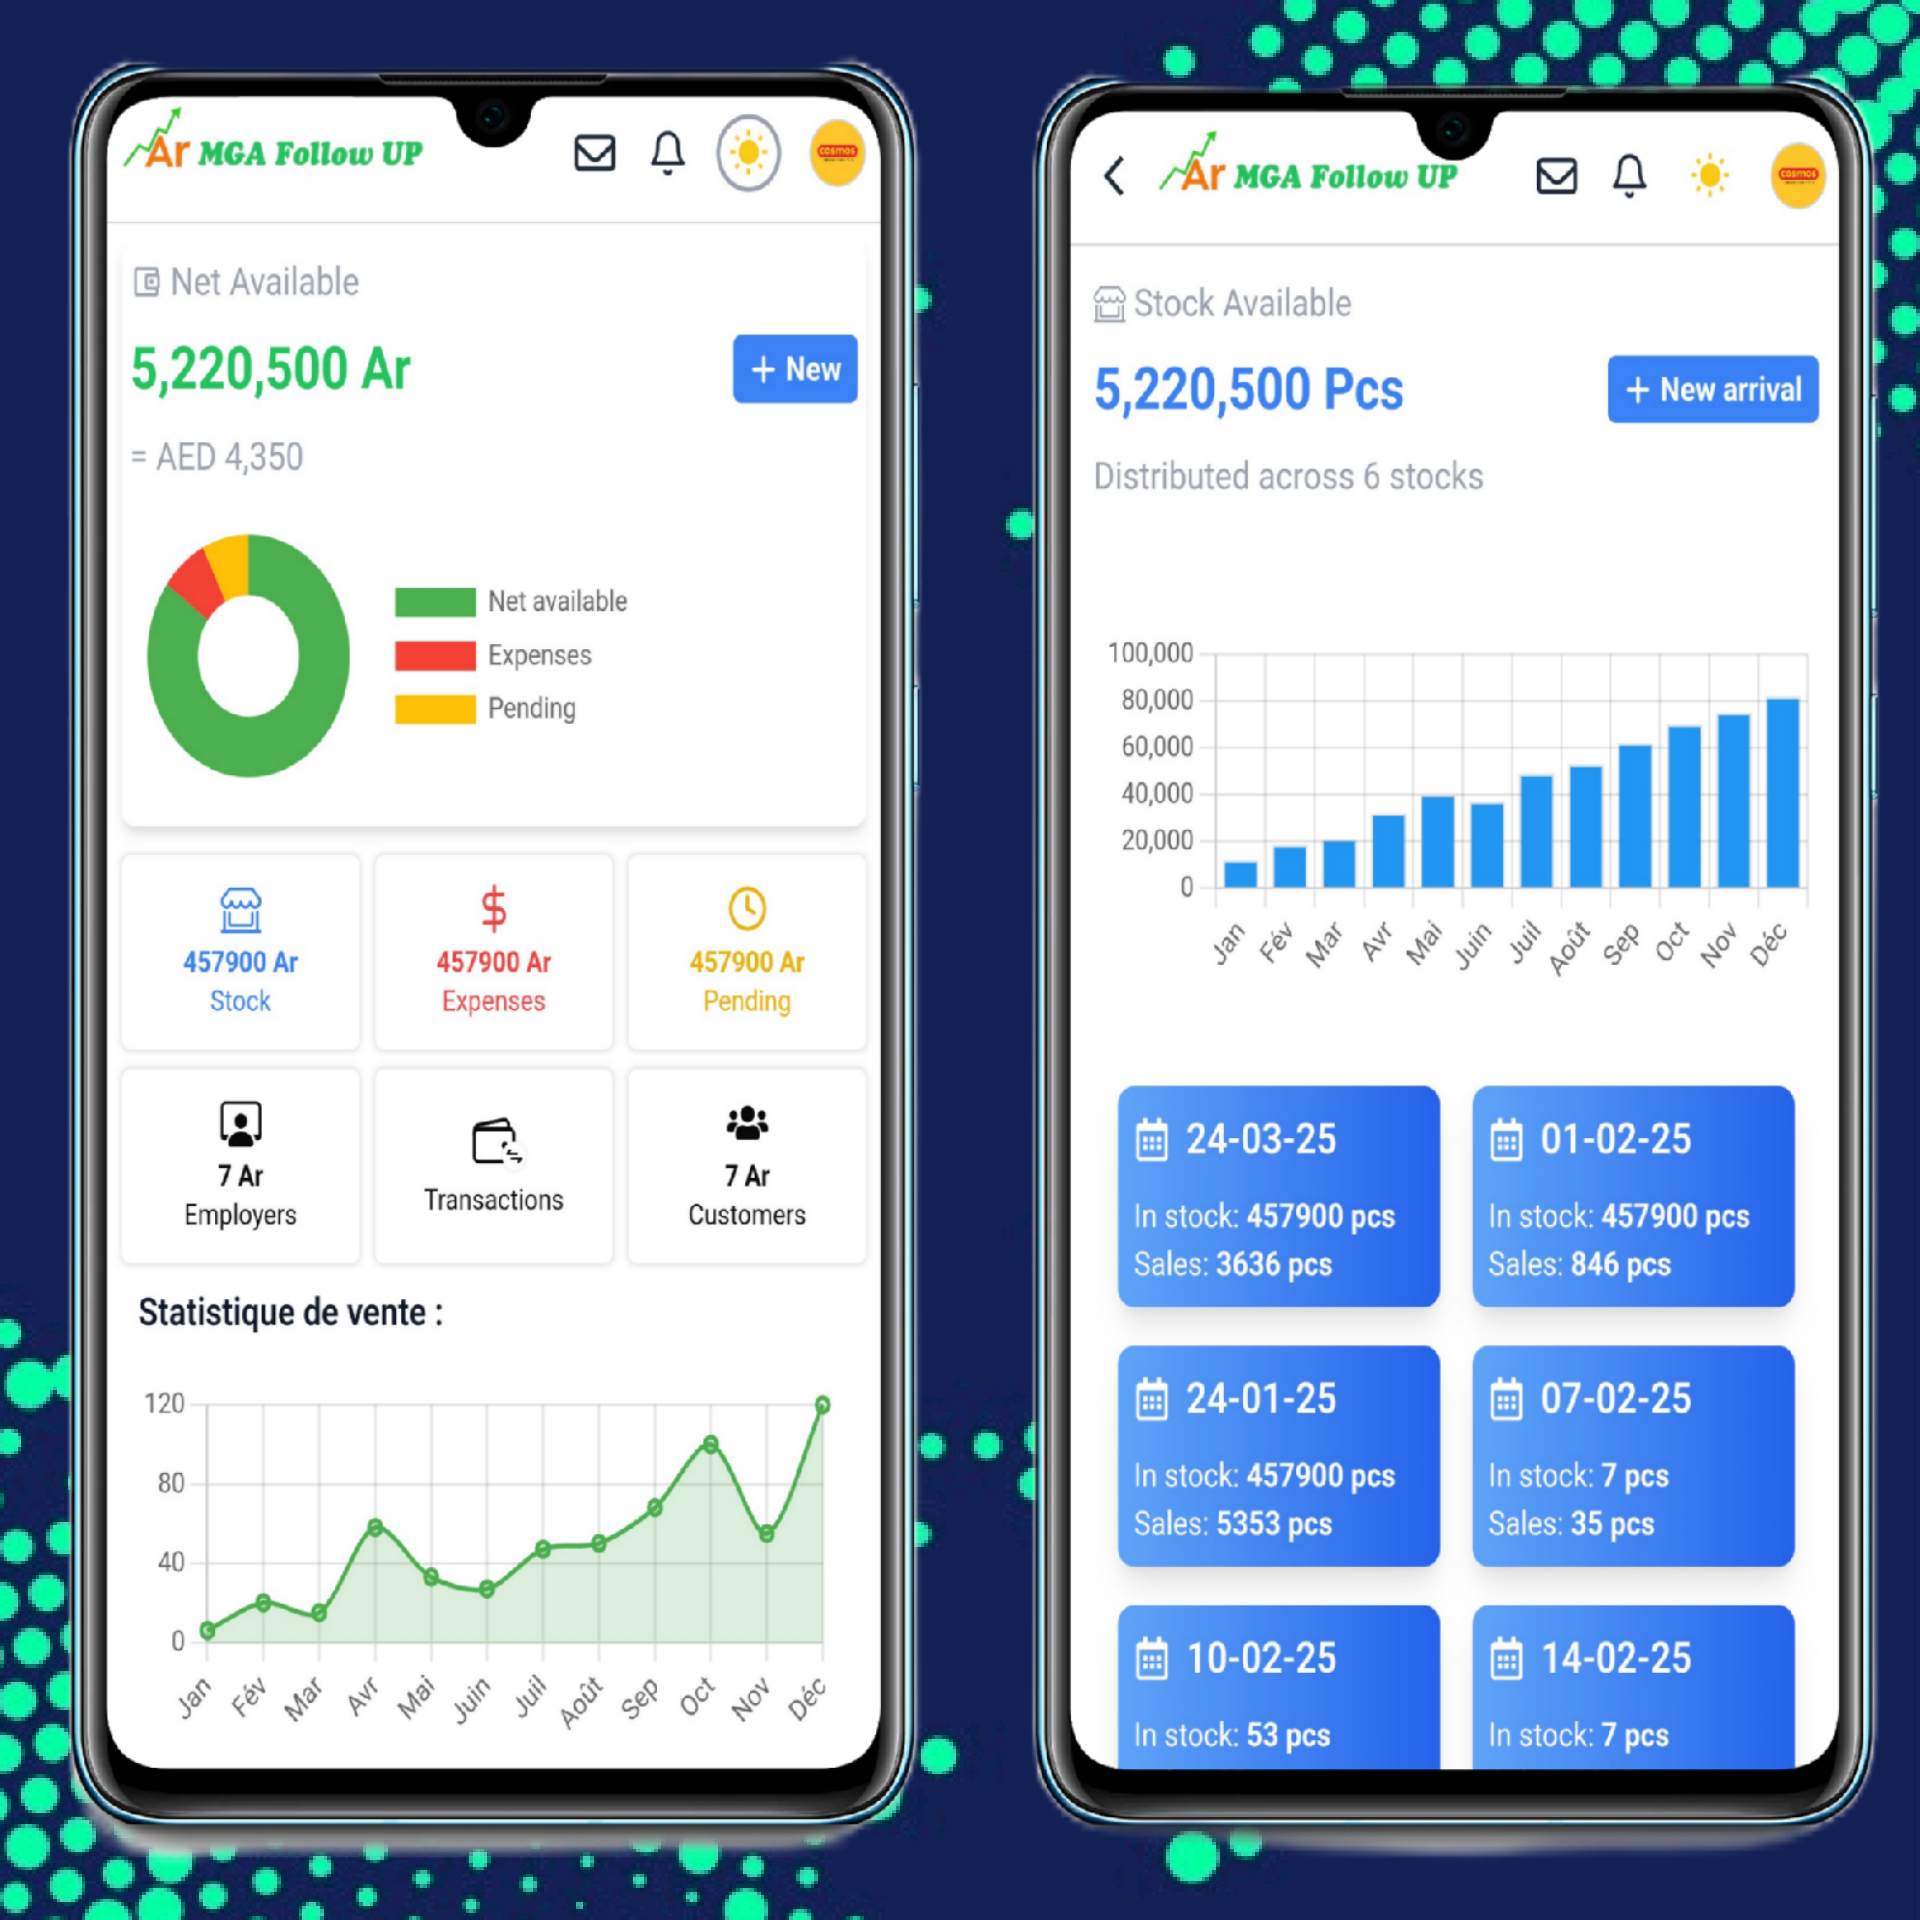 Ar MGA Follow UP
cosmos
Net Available
5,220,500 Ar
+ New
= AED 4,350
Net available
Expenses
Pending
457900 Ar
Stock
457900 Ar
Expenses
457900 Ar
Pending
7 Ar
Employers
Transactions
7 Ar
Customers
Statistique de vente :
120
80
40
0
Jan Fév Mar Avr Mai Juin Juil Août Sep Oct Nov Déc
Ar MGA Follow UP
cosmos
Stock Available
5,220,500 Pcs
+ New arrival
Distributed across 6 stocks
100,000
80,000
60,000
40,000
20,000
0
Jan Fév Mar Avr Mai Juin Juil Août Sep Oct Nov Déc
24-03-25
In stock: 457900 pcs
Sales: 3636 pcs
01-02-25
In stock: 457900 pcs
Sales: 846 pcs
24-01-25
In stock: 457900 pcs
Sales: 5353 pcs
07-02-25
In stock: 7 pcs
Sales: 35 pcs
10-02-25
In stock: 53 pcs
14-02-25
In stock: 7 pcs